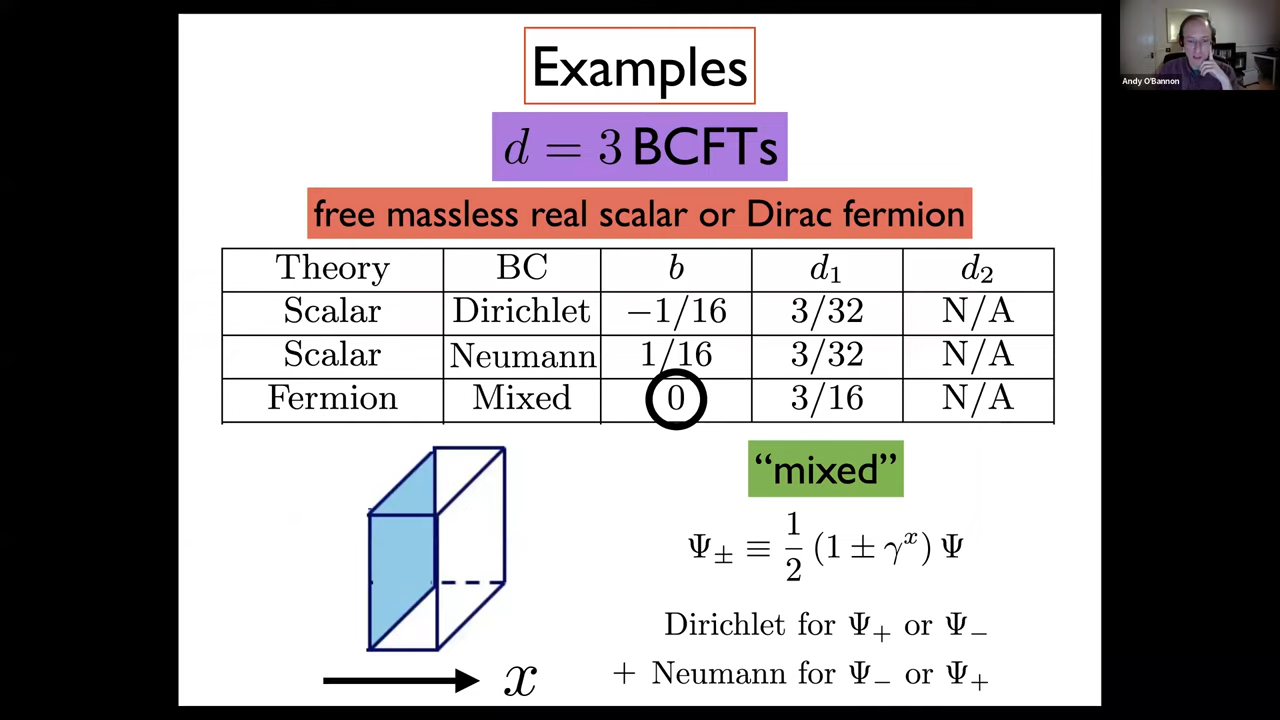 Examples
d = 3 BCFTs
free massless real scalar or Dirac fermion
Theory BC b d₁ d₂
Scalar Dirichlet −1/16 3/32 N/A
Scalar Neumann 1/16 3/32 N/A
Fermion Mixed 0 3/16 N/A
“mixed”
Ψ± ≡ 1/2 (1 ± γˣ) Ψ
Dirichlet for Ψ₊ or Ψ₋
+ Neumann for Ψ₋ or Ψ₊
x
Andy O'Bannon